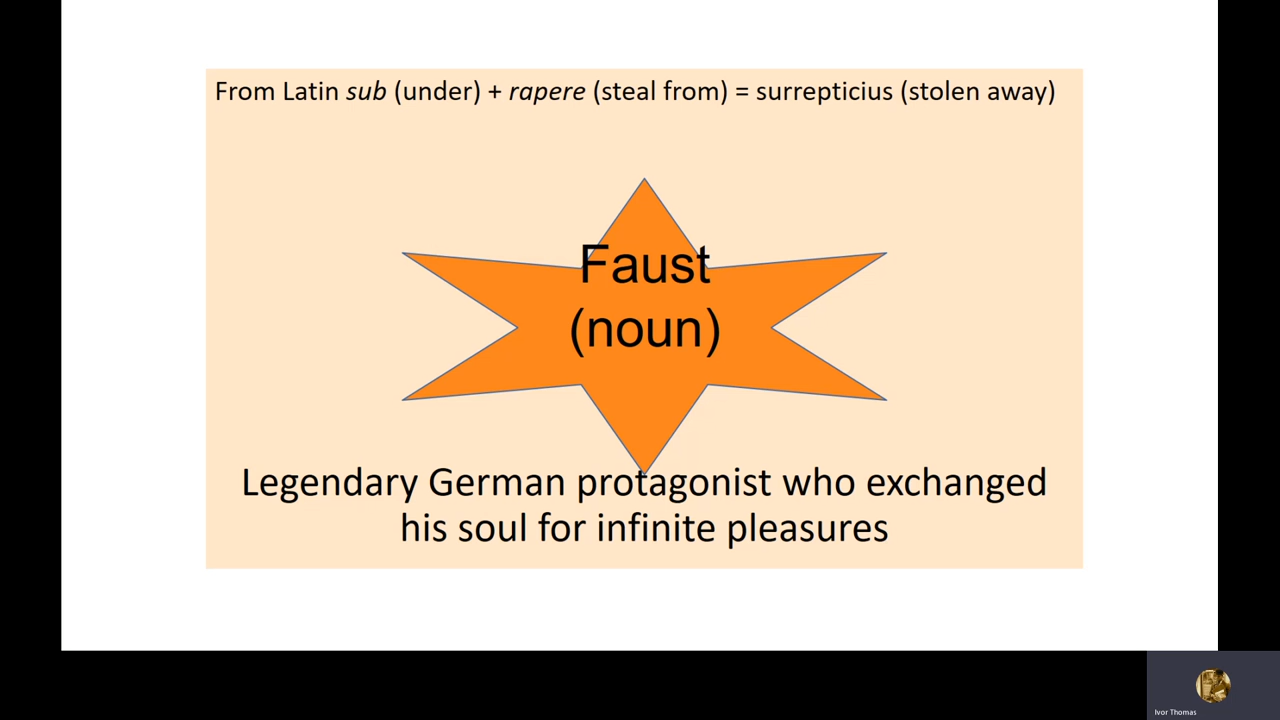 From Latin sub (under) + rapere (steal from) = surrepticius (stolen away)
Faust
(noun)
Legendary German protagonist who exchanged
his soul for infinite pleasures
Ivor Thomas